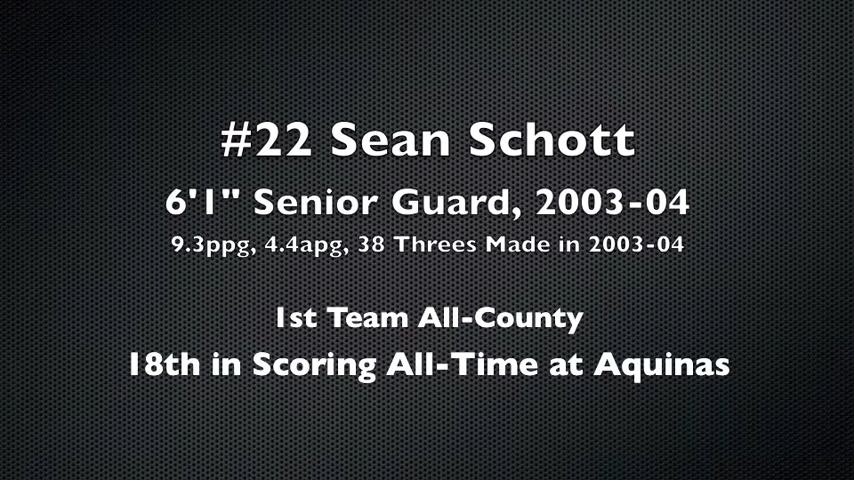 #22 Sean Schott
6'1" Senior Guard, 2003-04
9.3ppg, 4.4apg, 38 Threes Made in 2003-04
1st Team All-County
18th in Scoring All-Time at Aquinas